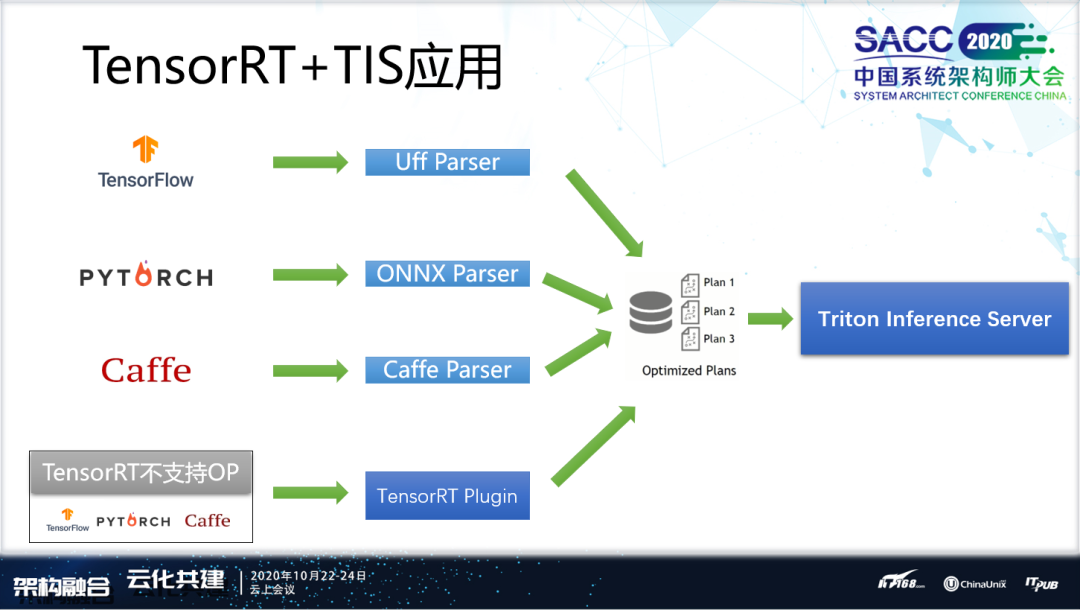 TensorRT+TIS应用
SACC 2020
中国系统架构师大会
SYSTEM ARCHITECT CONFERENCE CHINA
TensorFlow
Uff Parser
PYTORCH
ONNX Parser
Caffe
Caffe Parser
Plan 1
Plan 2
Plan 3
Optimized Plans
Triton Inference Server
TensorRT不支持OP
TensorFlow PYTORCH Caffe
TensorRT Plugin
架构融合 云化共建
2020年10月22-24日
云上会议
IT168.com ChinaUnix ITPUB